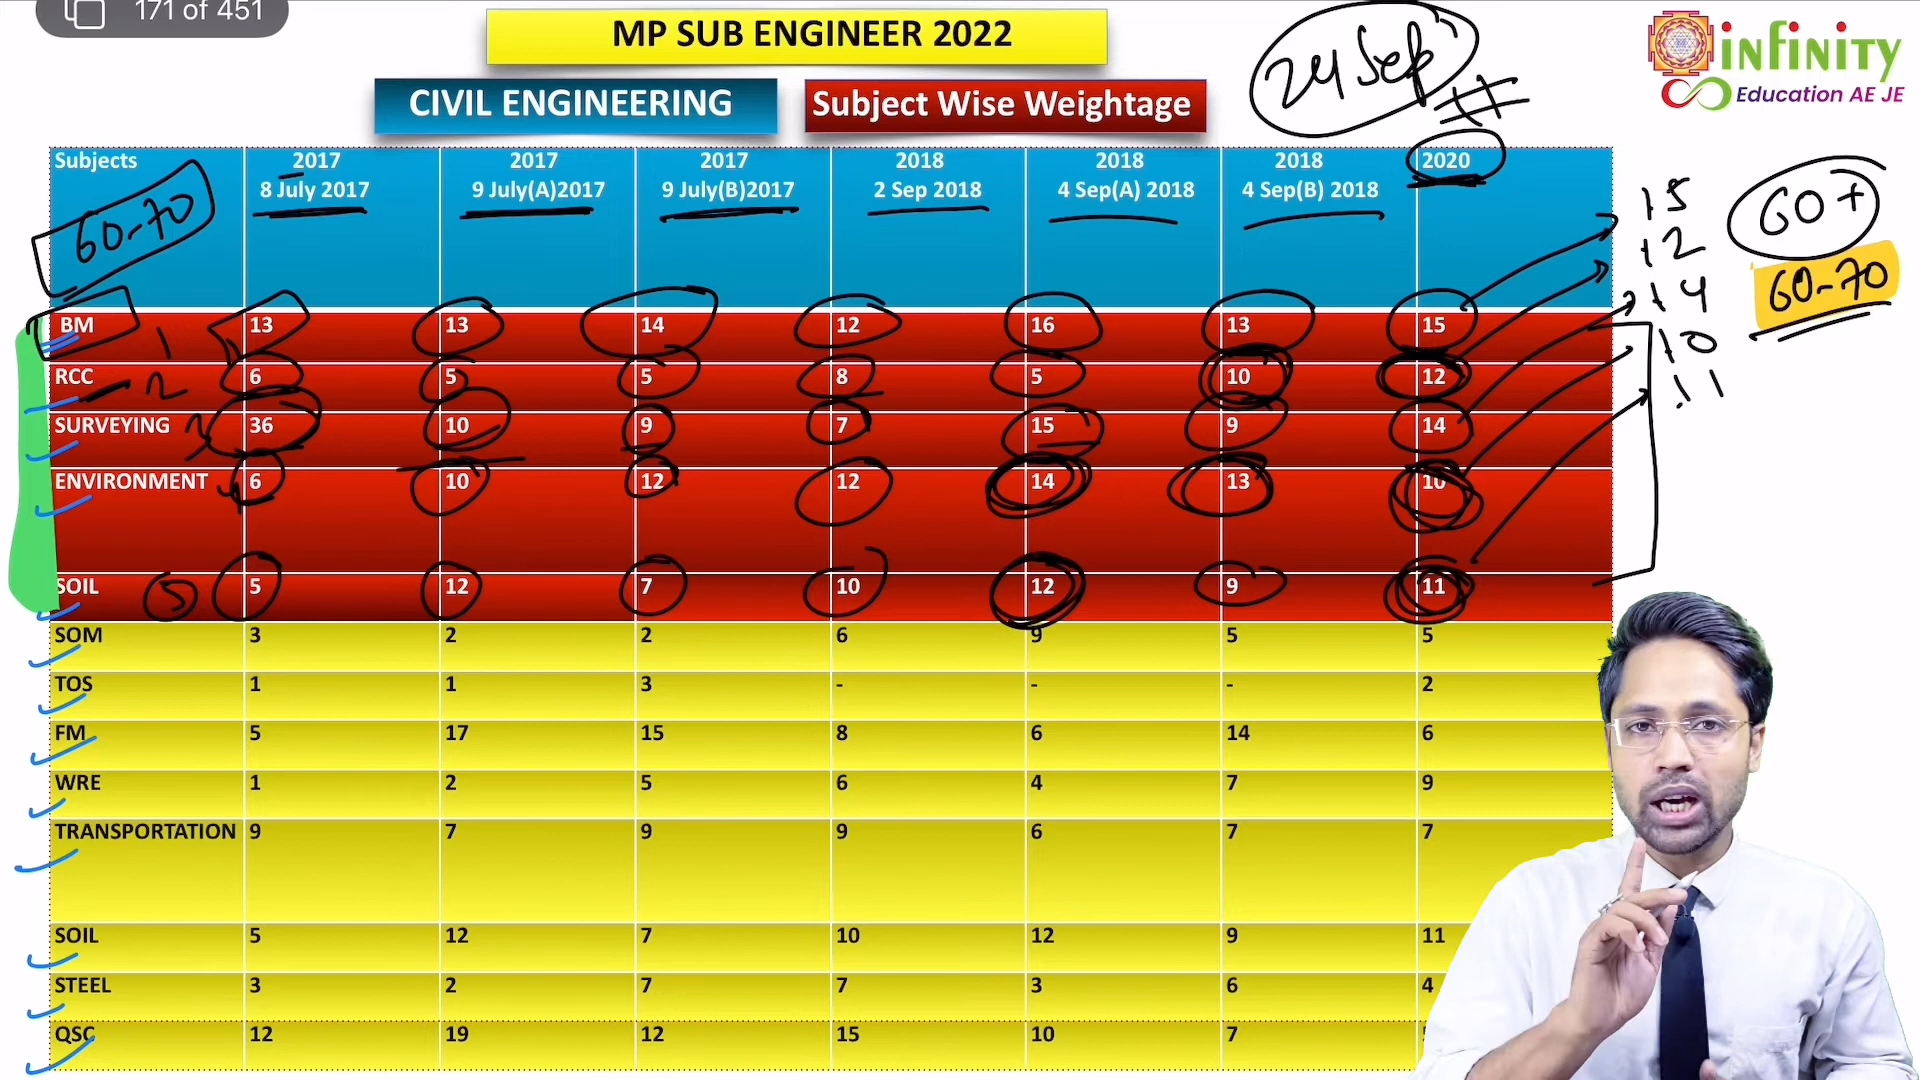 171 of 451
MP SUB ENGINEER 2022
24 Sep
infinity
Education AE JE
CIVIL ENGINEERING
Subject Wise Weightage
Subjects 2017 2017 2017 2018 2018 2018 2020
8 July 2017 9 July(A)2017 9 July(B)2017 2 Sep 2018 4 Sep(A) 2018 4 Sep(B) 2018
60-70
15
60+
12
60-70
14
10
11
BM 1 13 13 14 12 16 13 15
RCC 2 6 5 5 8 5 10 12
SURVEYING 36 10 9 7 15 9 14
ENVIRONMENT 6 10 12 12 14 13 10
SOIL 5 5 12 7 10 12 9 11
SOM 3 2 2 6 9 5 5
TOS 1 1 3 - - - 2
FM 5 17 15 8 6 14 6
WRE 1 2 5 6 4 7 9
TRANSPORTATION 9 7 9 9 6 7 7
SOIL 5 12 7 10 12 9 11
STEEL 3 2 7 7 3 6 4
QSC 12 19 12 15 10 7